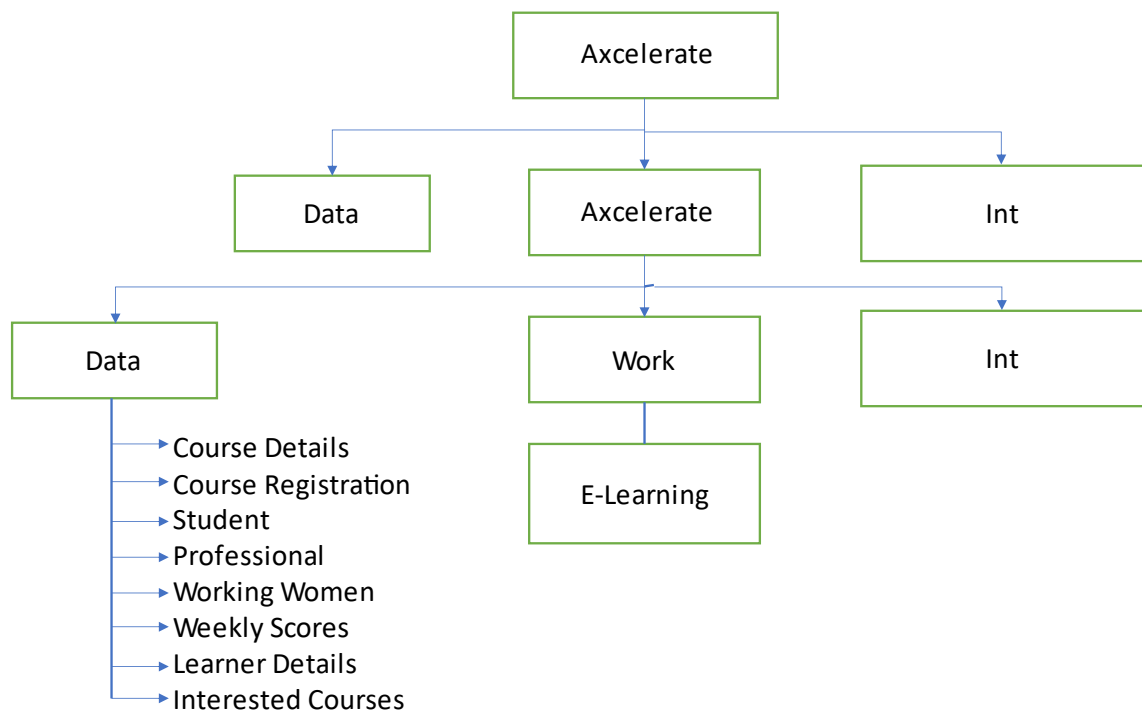 Axcelerate
Data
Axcelerate
Int
Data
Work
Int
Course Details
Course Registration
Student
Professional
Working Women
Weekly Scores
Learner Details
Interested Courses
E-Learning